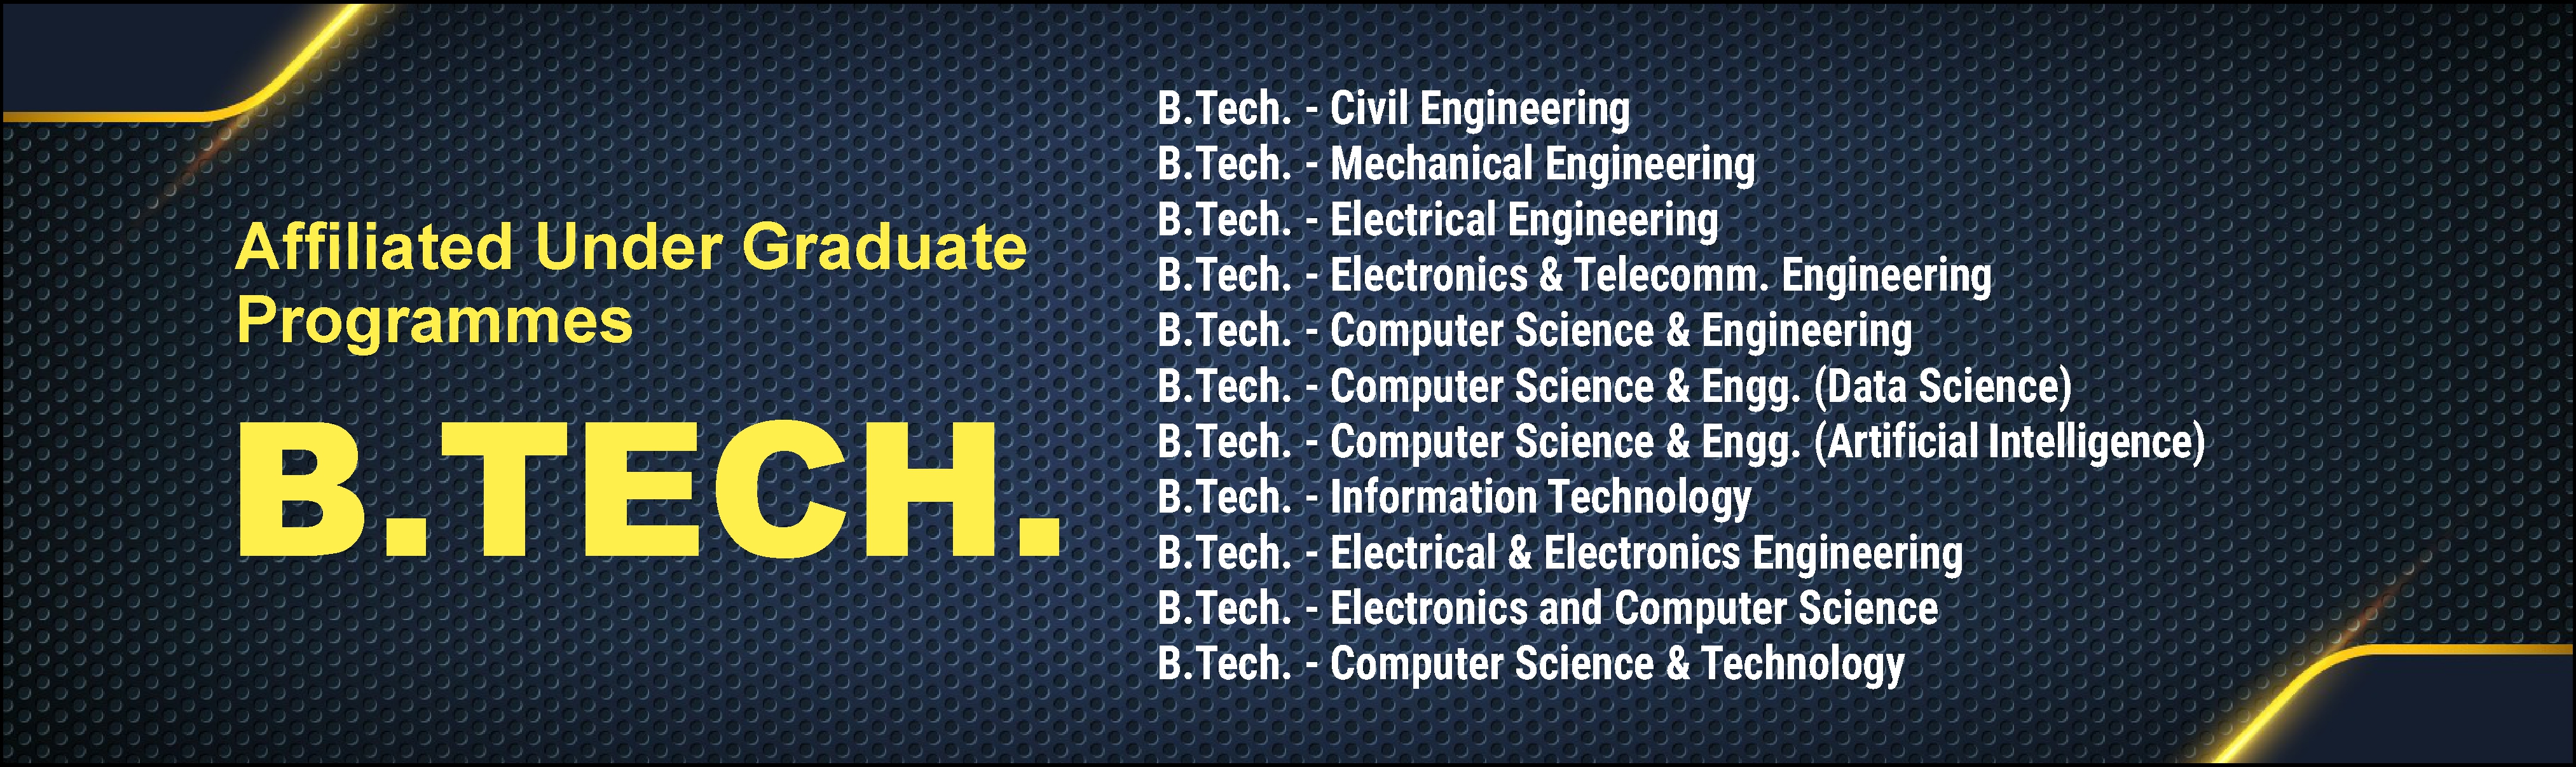 Affiliated Under Graduate
Programmes
B.TECH.
B.Tech. - Civil Engineering
B.Tech. - Mechanical Engineering
B.Tech. - Electrical Engineering
B.Tech. - Electronics & Telecomm. Engineering
B.Tech. - Computer Science & Engineering
B.Tech. - Computer Science & Engg. (Data Science)
B.Tech. - Computer Science & Engg. (Artificial Intelligence)
B.Tech. - Information Technology
B.Tech. - Electrical & Electronics Engineering
B.Tech. - Electronics and Computer Science
B.Tech. - Computer Science & Technology